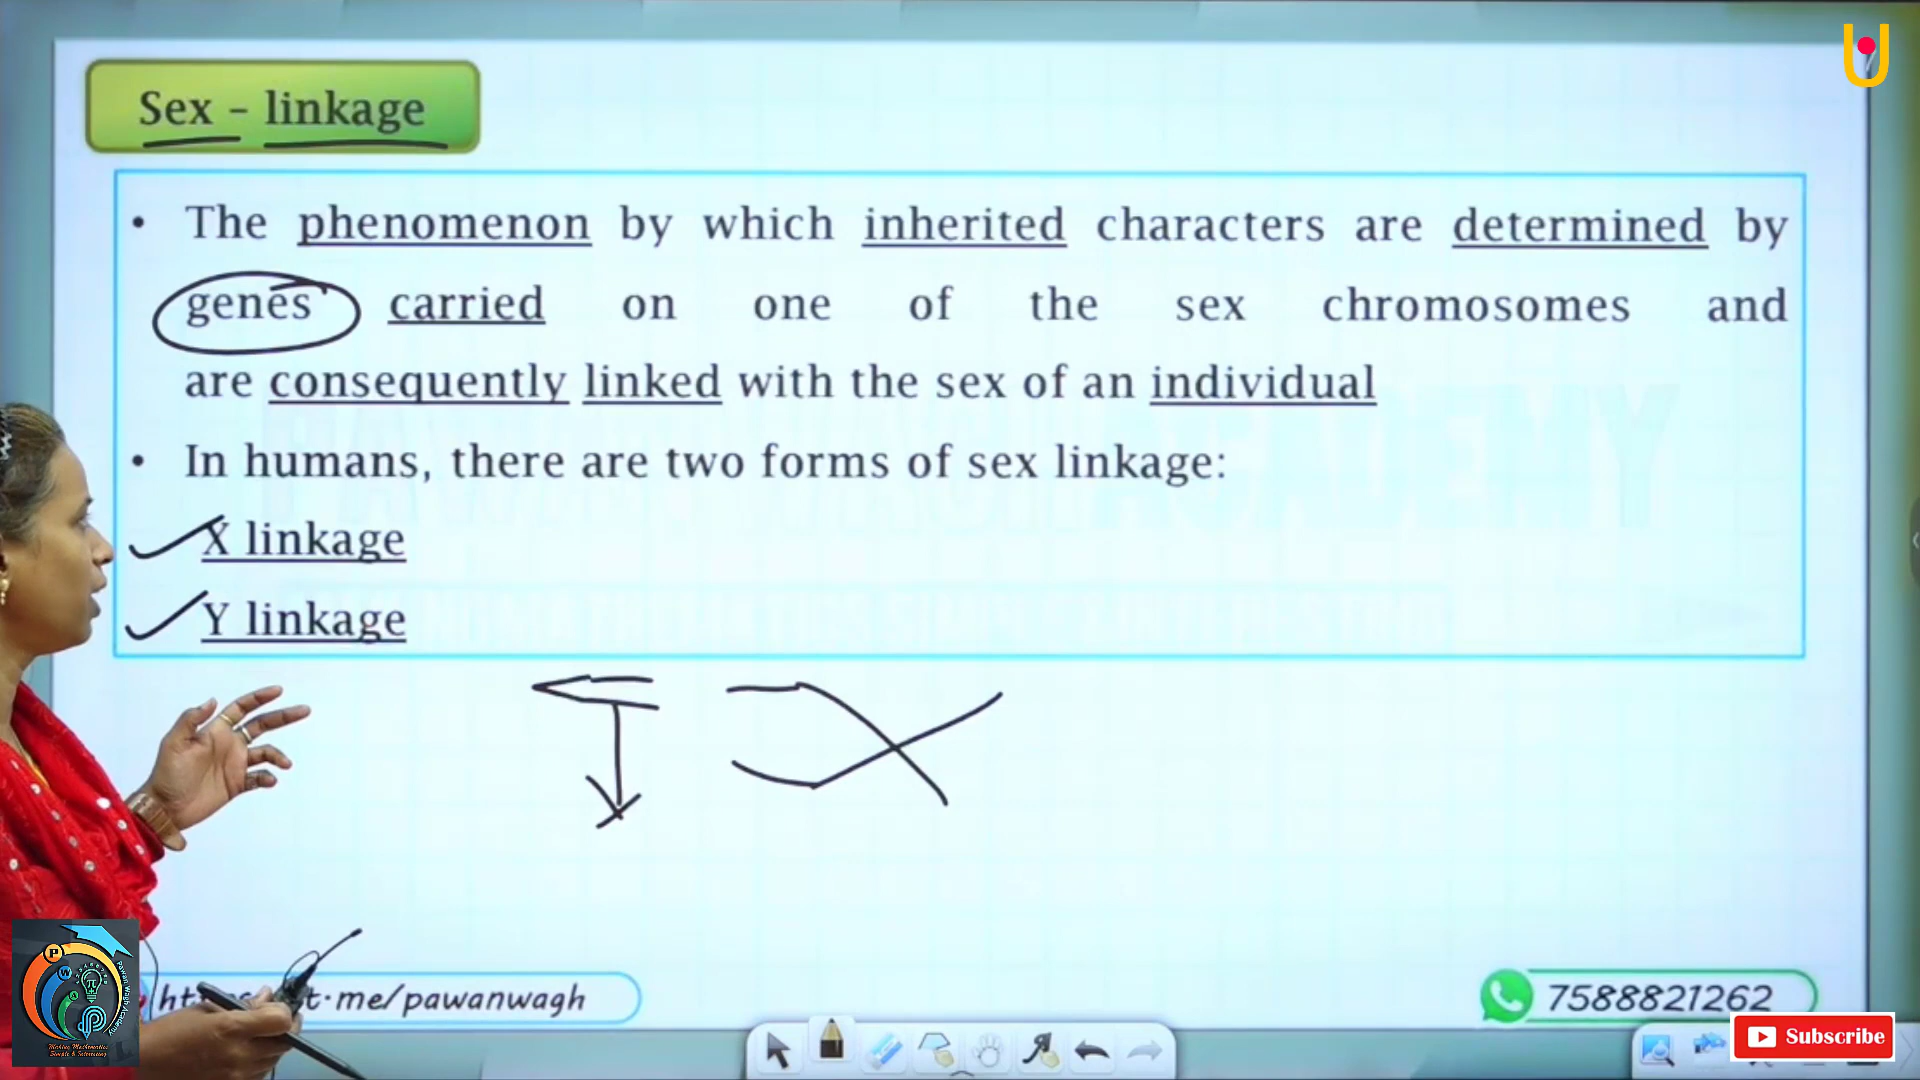 Sex - linkage
• The phenomenon by which inherited characters are determined by
genes carried on one of the sex chromosomes and
are consequently linked with the sex of an individual
• In humans, there are two forms of sex linkage:
X linkage
Y linkage
t.me/pawanwagh
7588821262
Subscribe